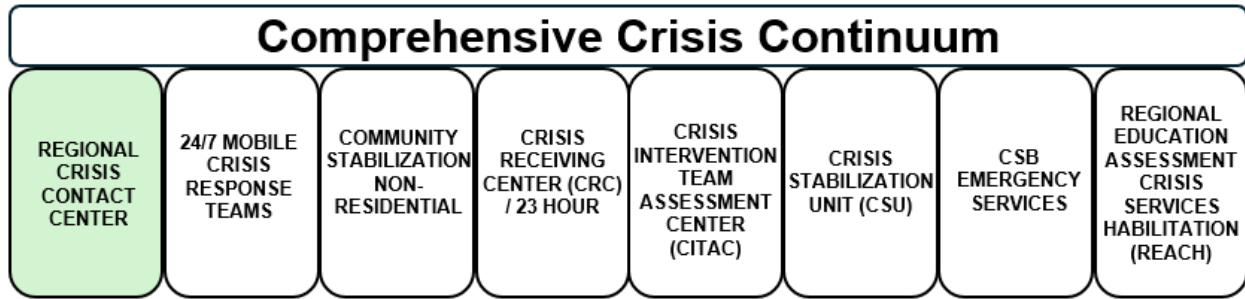 Comprehensive Crisis Continuum
REGIONAL
CRISIS
CONTACT
CENTER
24/7 MOBILE
CRISIS
RESPONSE
TEAMS
COMMUNITY
STABILIZATION
NON-
RESIDENTIAL
CRISIS
RECEIVING
CENTER (CRC)
/ 23 HOUR
CRISIS
INTERVENTION
TEAM
ASSESSMENT
CENTER
(CITAC)
CRISIS
STABILIZATION
UNIT (CSU)
CSB
EMERGENCY
SERVICES
REGIONAL
EDUCATION
ASSESSMENT
CRISIS
SERVICES
HABILITATION
(REACH)